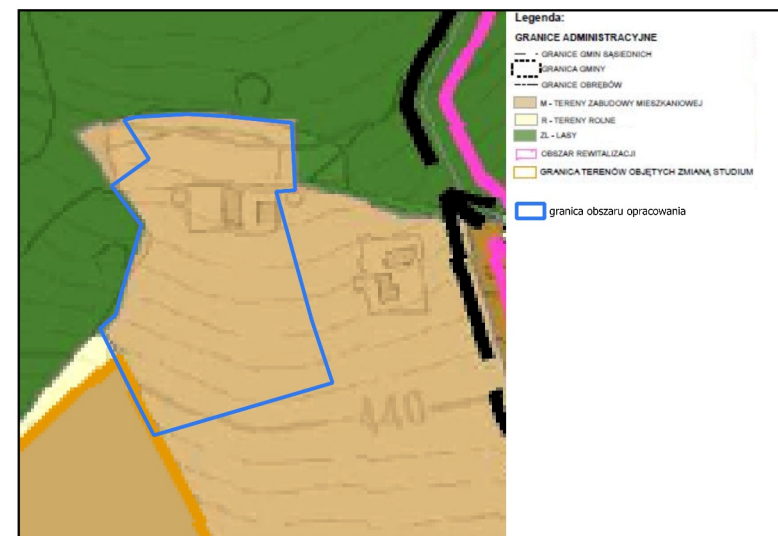 Legenda:
GRANICE ADMINISTRACYJNE
GRANICE GMIN SĄSIEDNICH
GRANICA GMINY
GRANICE OBRĘBÓW
M - TERENY ZABUDOWY MIESZKANIOWEJ
R - TERENY ROLNE
ZL - LASY
OBSZAR REWITALIZACJI
GRANICA TERENÓW OBJĘTYCH ZMIANĄ STUDIUM
granica obszaru opracowania
440